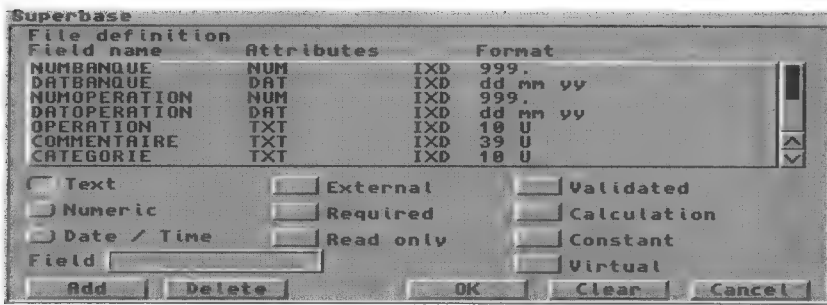 Superbase
File definition
Field name Attributes Format
NUMBANQUE NUM IXD 999.
DATBANQUE DAT IXD dd mm yy
NUMOPERATION NUM IXD 999.
DATOPERATION DAT IXD dd mm yy
OPERATION TXT IXD 10 U
COMMENTAIRE TXT IXD 39 U
CATEGORIE TXT IXD 10 U
Text External Validated
Numeric Required Calculation
Date / Time Read only Constant
Field Virtual
Add Delete OK Clear Cancel